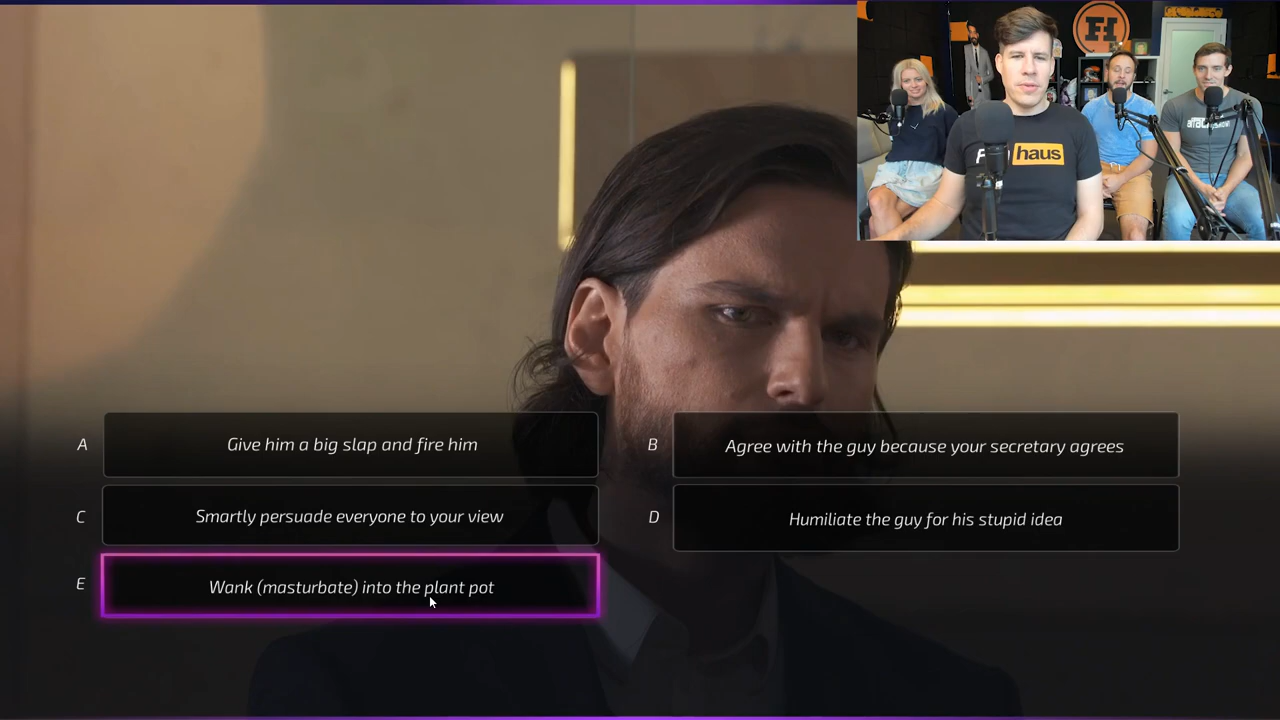 haus
A
Give him a big slap and fire him
B
Agree with the guy because your secretary agrees
C
Smartly persuade everyone to your view
D
Humiliate the guy for his stupid idea
E
Wank (masturbate) into the plant pot